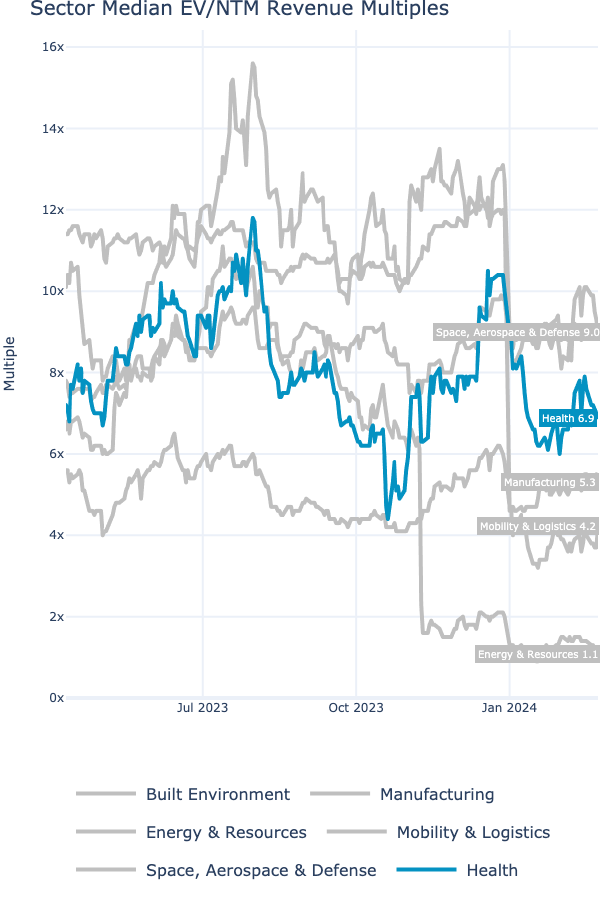 Sector Median EV/NTM Revenue Multiples
16x
14x
12x
10x
8x
6x
4x
2x
0x
Multiple
Space, Aerospace & Defense 9.0
Health 6.9
Manufacturing 5.3
Mobility & Logistics 4.2
Energy & Resources 1.1
Jul 2023
Oct 2023
Jan 2024
Built Environment
Manufacturing
Energy & Resources
Mobility & Logistics
Space, Aerospace & Defense
Health